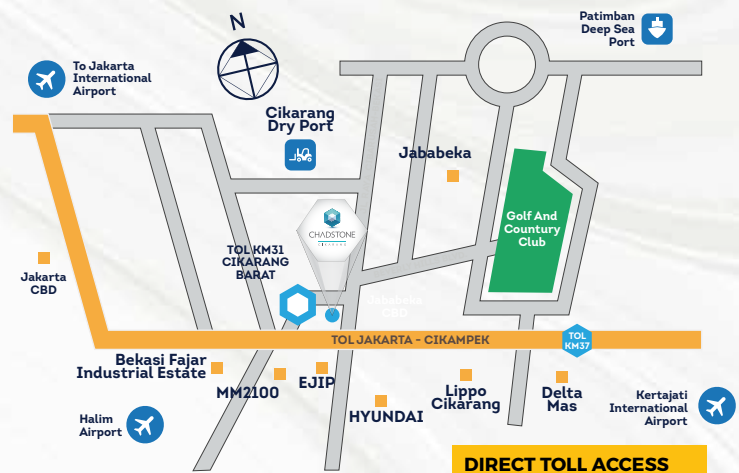 N
Patimban
Deep Sea
Port
To Jakarta
International
Airport
Cikarang
Dry Port
Jababeka
CHADSTONE
CIKARANG
Golf And
Countury
Club
TOL KM31
CIKARANG
BARAT
Jakarta
CBD
Jababeka
CBD
TOL JAKARTA - CIKAMPEK
TOL
KM37
Bekasi Fajar
Industrial Estate
MM2100
EJIP
HYUNDAI
Lippo
Cikarang
Delta
Mas
Kertajati
International
Airport
Halim
Airport
DIRECT TOLL ACCESS